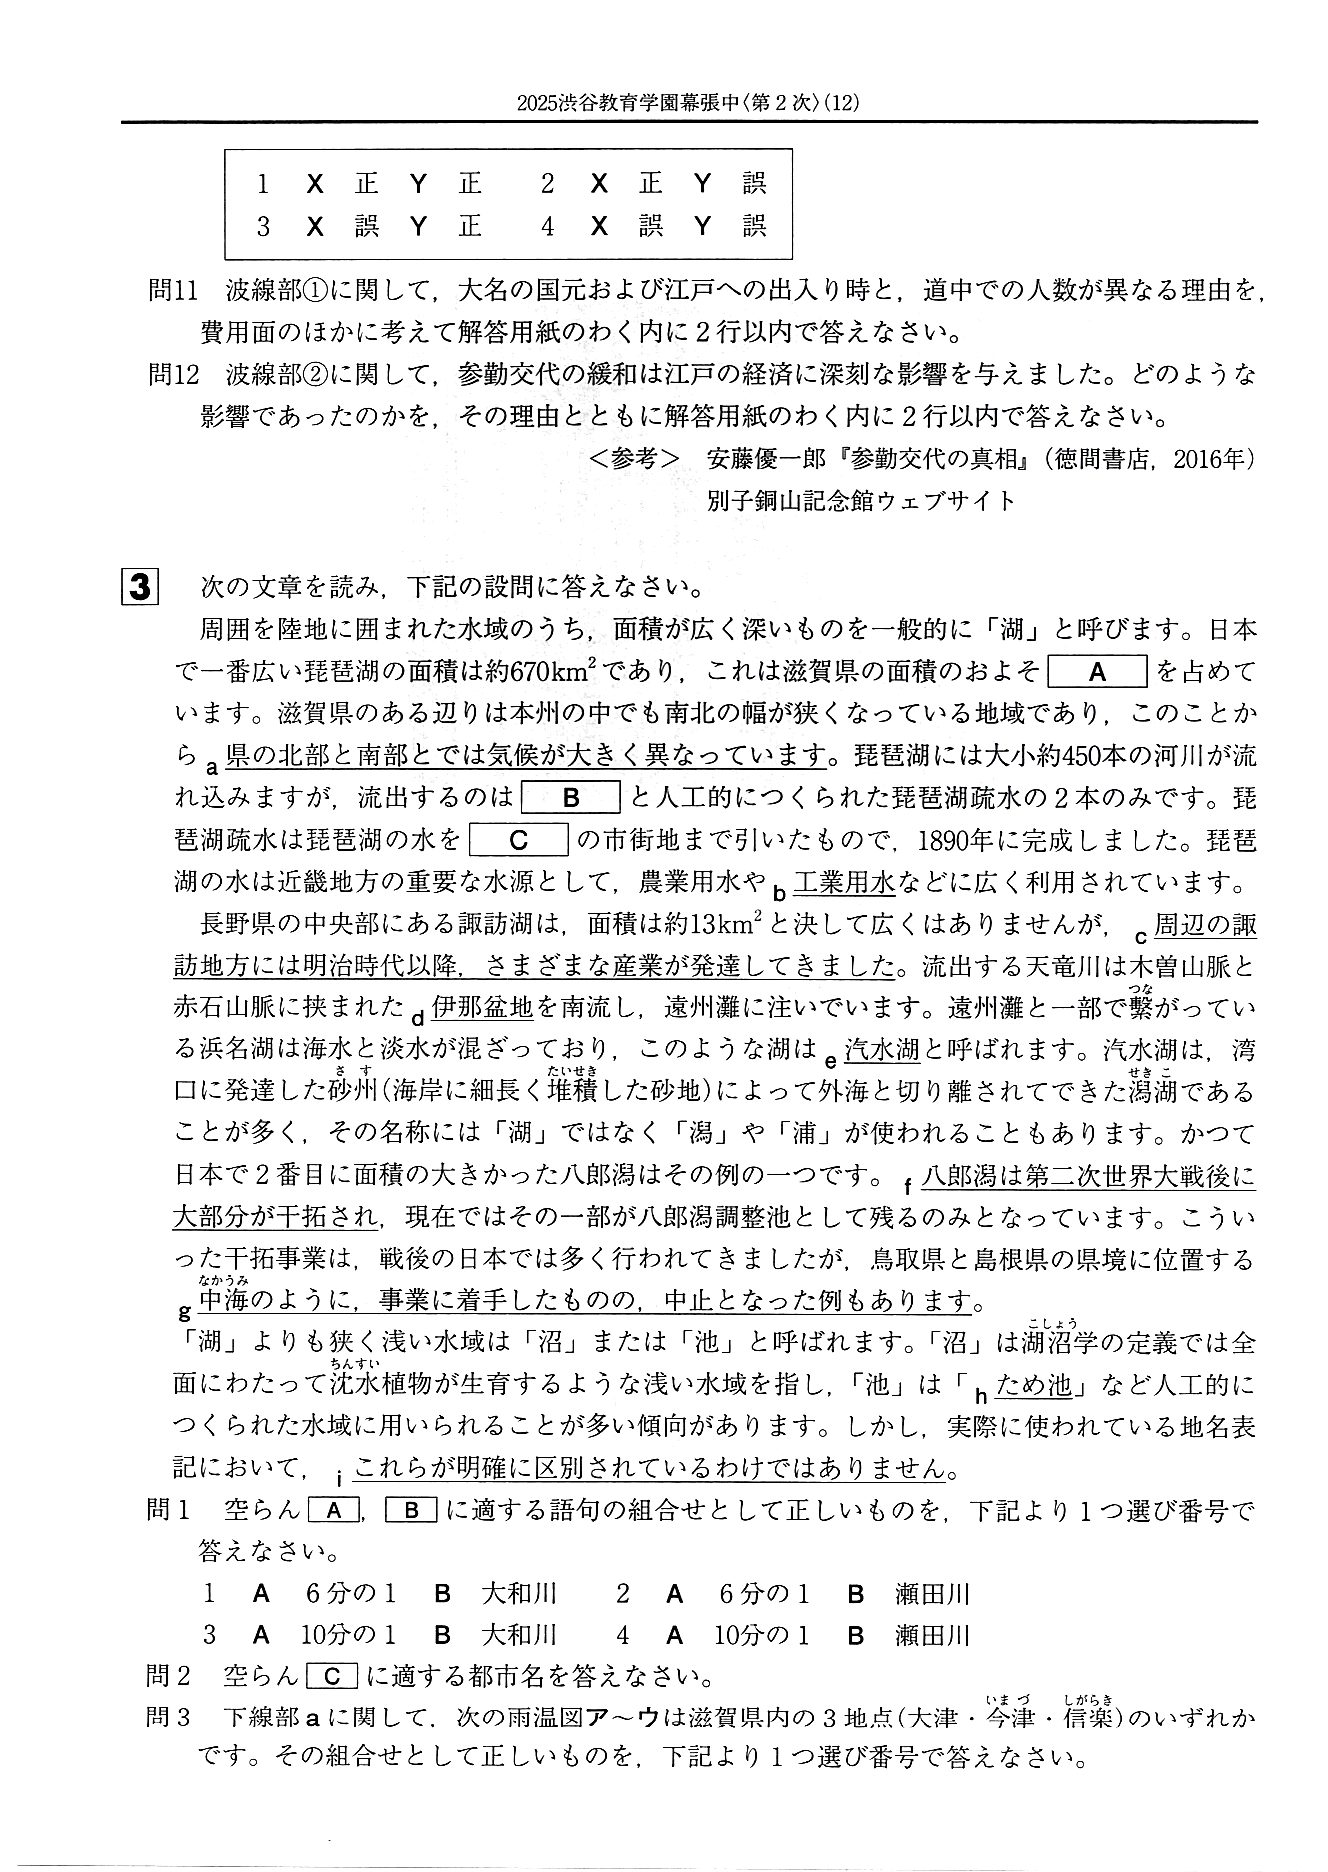 2025渋谷教育学園幕張中〈第2次〉(12)
1 X 正 Y 正 2 X 正 Y 誤
3 X 誤 Y 正 4 X 誤 Y 誤
問11 波線部①に関して，大名の国元および江戸への出入り時と，道中での人数が異なる理由を，
費用面のほかに考えて解答用紙のわく内に2行以内で答えなさい。
問12 波線部②に関して，参勤交代の緩和は江戸の経済に深刻な影響を与えました。どのような
影響であったのかを，その理由とともに解答用紙のわく内に2行以内で答えなさい。
＜参考＞ 安藤優一郎『参勤交代の真相』(徳間書店，2016年)
別子銅山記念館ウェブサイト
3 次の文章を読み，下記の設問に答えなさい。
周囲を陸地に囲まれた水域のうち，面積が広く深いものを一般的に「湖」と呼びます。日本
で一番広い琵琶湖の面積は約670km²であり，これは滋賀県の面積のおよそ A を占めて
います。滋賀県のある辺りは本州の中でも南北の幅が狭くなっている地域であり，このことか
ら a 県の北部と南部とでは気候が大きく異なっています。琵琶湖には大小約450本の河川が流
れ込みますが，流出するのは B と人工的につくられた琵琶湖疏水の2本のみです。琵
琶湖疏水は琵琶湖の水を C の市街地まで引いたもので，1890年に完成しました。琵琶
湖の水は近畿地方の重要な水源として，農業用水や b 工業用水などに広く利用されています。
長野県の中央部にある諏訪湖は，面積は約13km²と決して広くはありませんが， c 周辺の諏
訪地方には明治時代以降，さまざまな産業が発達してきました。流出する天竜川は木曽山脈と
赤石山脈に挟まれた d 伊那盆地を南流し，遠州灘に注いでいます。遠州灘と一部で繫がってい
つな
る浜名湖は海水と淡水が混ざっており，このような湖は e 汽水湖と呼ばれます。汽水湖は，湾
口に発達した砂州(海岸に細長く堆積した砂地)によって外海と切り離されてできた潟湖である
さす たいせき せきこ
ことが多く，その名称には「湖」ではなく「潟」や「浦」が使われることもあります。かつて
日本で2番目に面積の大きかった八郎潟はその例の一つです。 f 八郎潟は第二次世界大戦後に
大部分が干拓され，現在ではその一部が八郎潟調整池として残るのみとなっています。こうい
った干拓事業は，戦後の日本では多く行われてきましたが，鳥取県と島根県の県境に位置する
なかうみ
g 中海のように，事業に着手したものの，中止となった例もあります。
「湖」よりも狭く浅い水域は「沼」または「池」と呼ばれます。「沼」は湖沼学の定義では全
こしょう
面にわたって沈水植物が生育するような浅い水域を指し，「池」は「 h ため池」など人工的に
ちんすい
つくられた水域に用いられることが多い傾向があります。しかし，実際に使われている地名表
記において， i これらが明確に区別されているわけではありません。
問1 空らん A ， B に適する語句の組合せとして正しいものを，下記より1つ選び番号で
答えなさい。
1 A 6分の1 B 大和川 2 A 6分の1 B 瀬田川
3 A 10分の1 B 大和川 4 A 10分の1 B 瀬田川
問2 空らん C に適する都市名を答えなさい。
問3 下線部aに関して，次の雨温図ア～ウは滋賀県内の3地点(大津・今津・信楽)のいずれか
いまづ しがらき
です。その組合せとして正しいものを，下記より1つ選び番号で答えなさい。